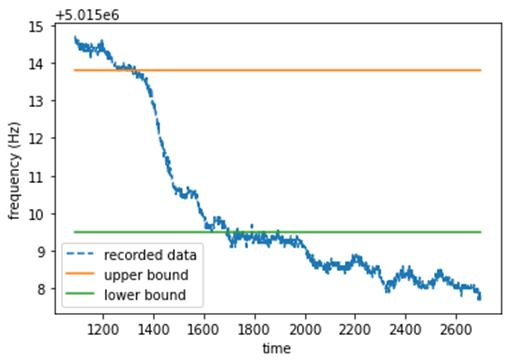 +5.015e6
15
14
13
12
11
10
9
8
frequency (Hz)
recorded data
upper bound
lower bound
1200 1400 1600 1800 2000 2200 2400 2600
time